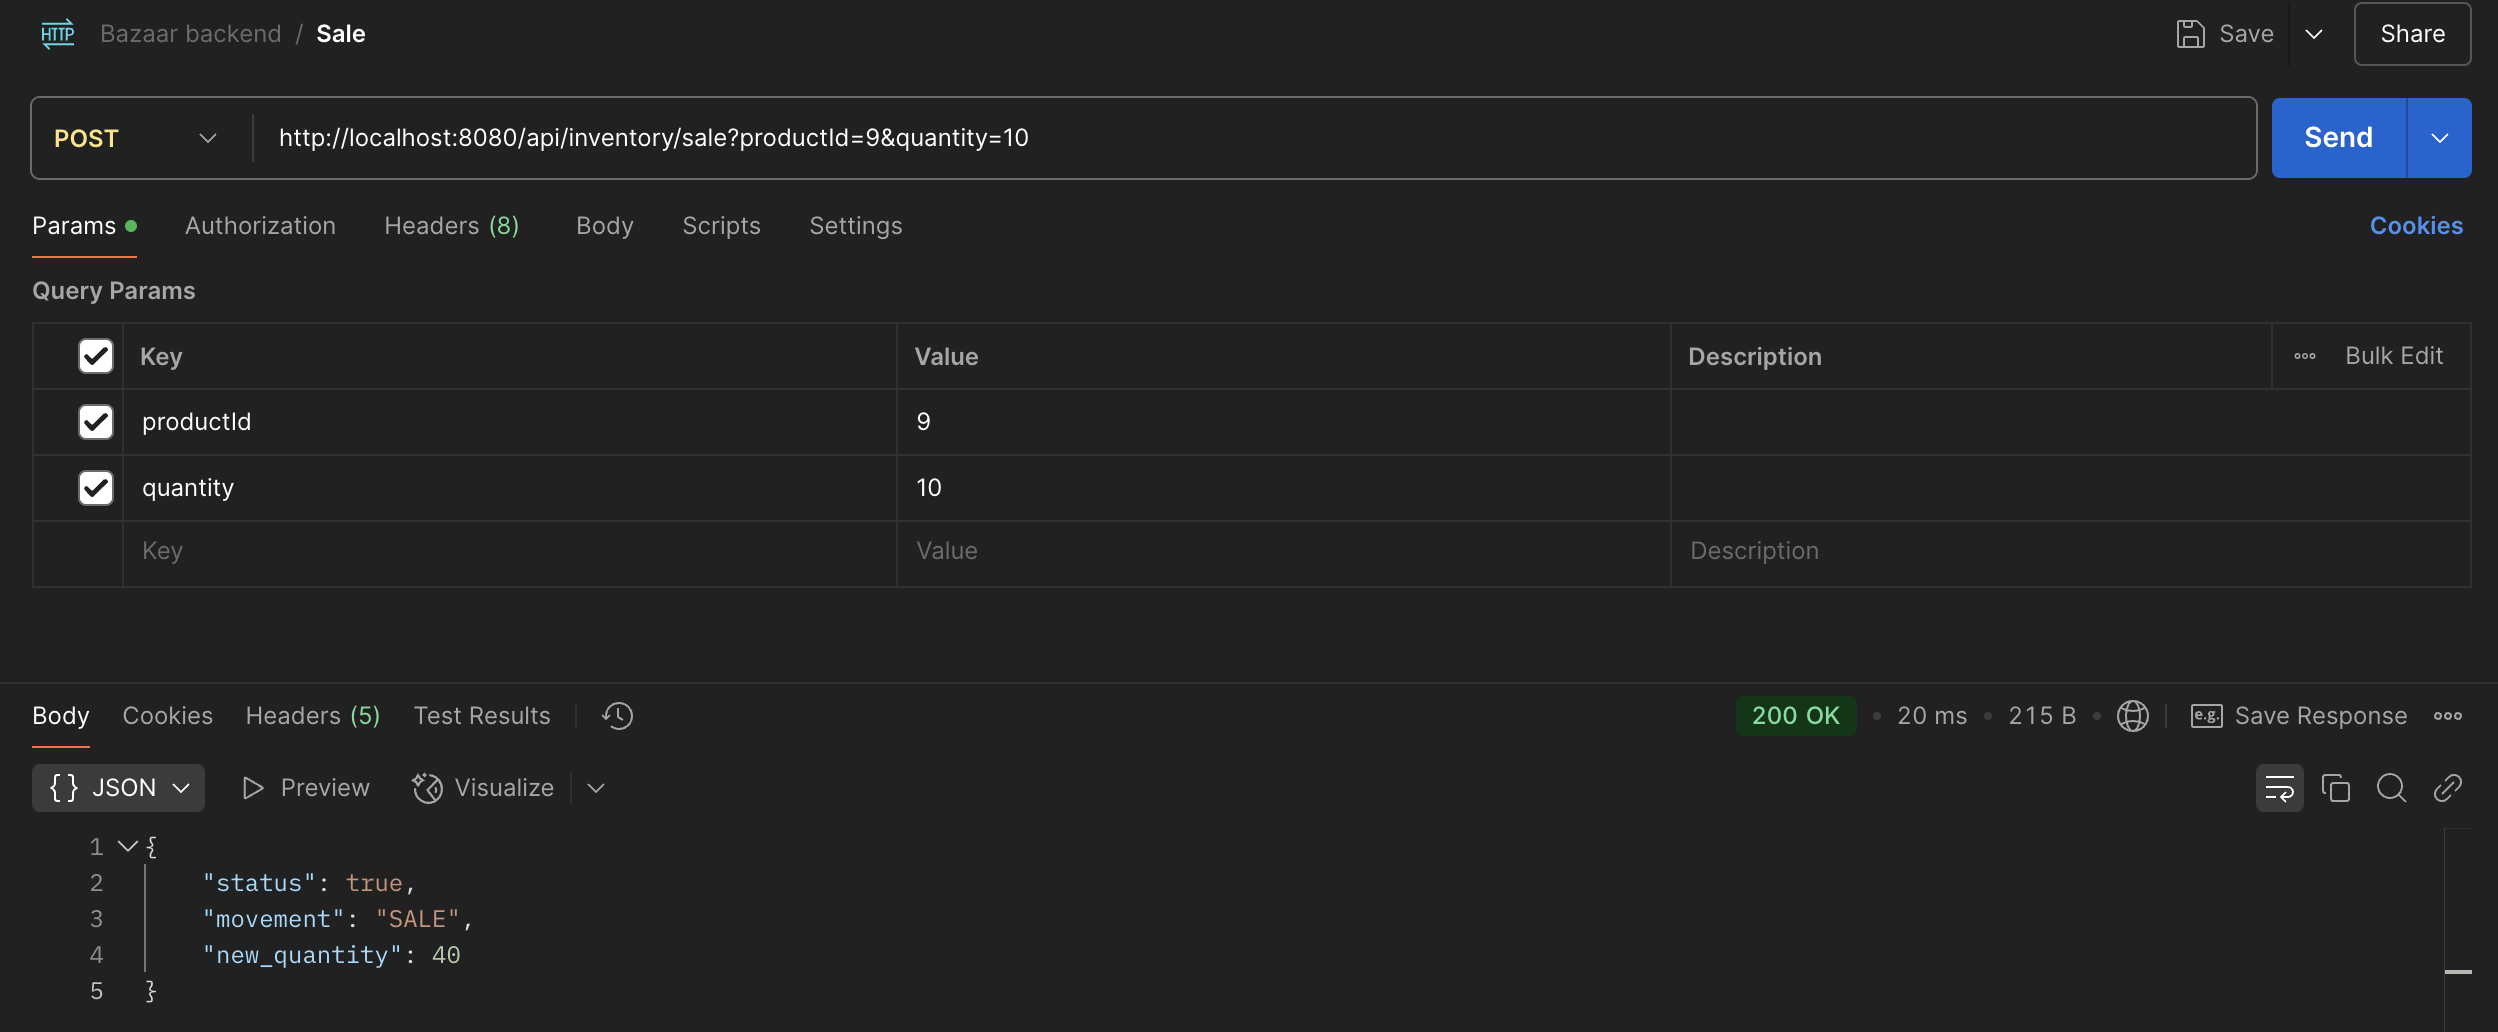 HTTP Bazaar backend / Sale Save Share
POST http://localhost:8080/api/inventory/sale?productId=9&quantity=10 Send
Params Authorization Headers (8) Body Scripts Settings Cookies
Query Params
Key Value Description Bulk Edit
productId 9
quantity 10
Key Value Description
Body Cookies Headers (5) Test Results 200 OK • 20 ms • 215 B • e.g. Save Response
{ } JSON Preview Visualize
1 {
2 "status": true,
3 "movement": "SALE",
4 "new_quantity": 40
5 }